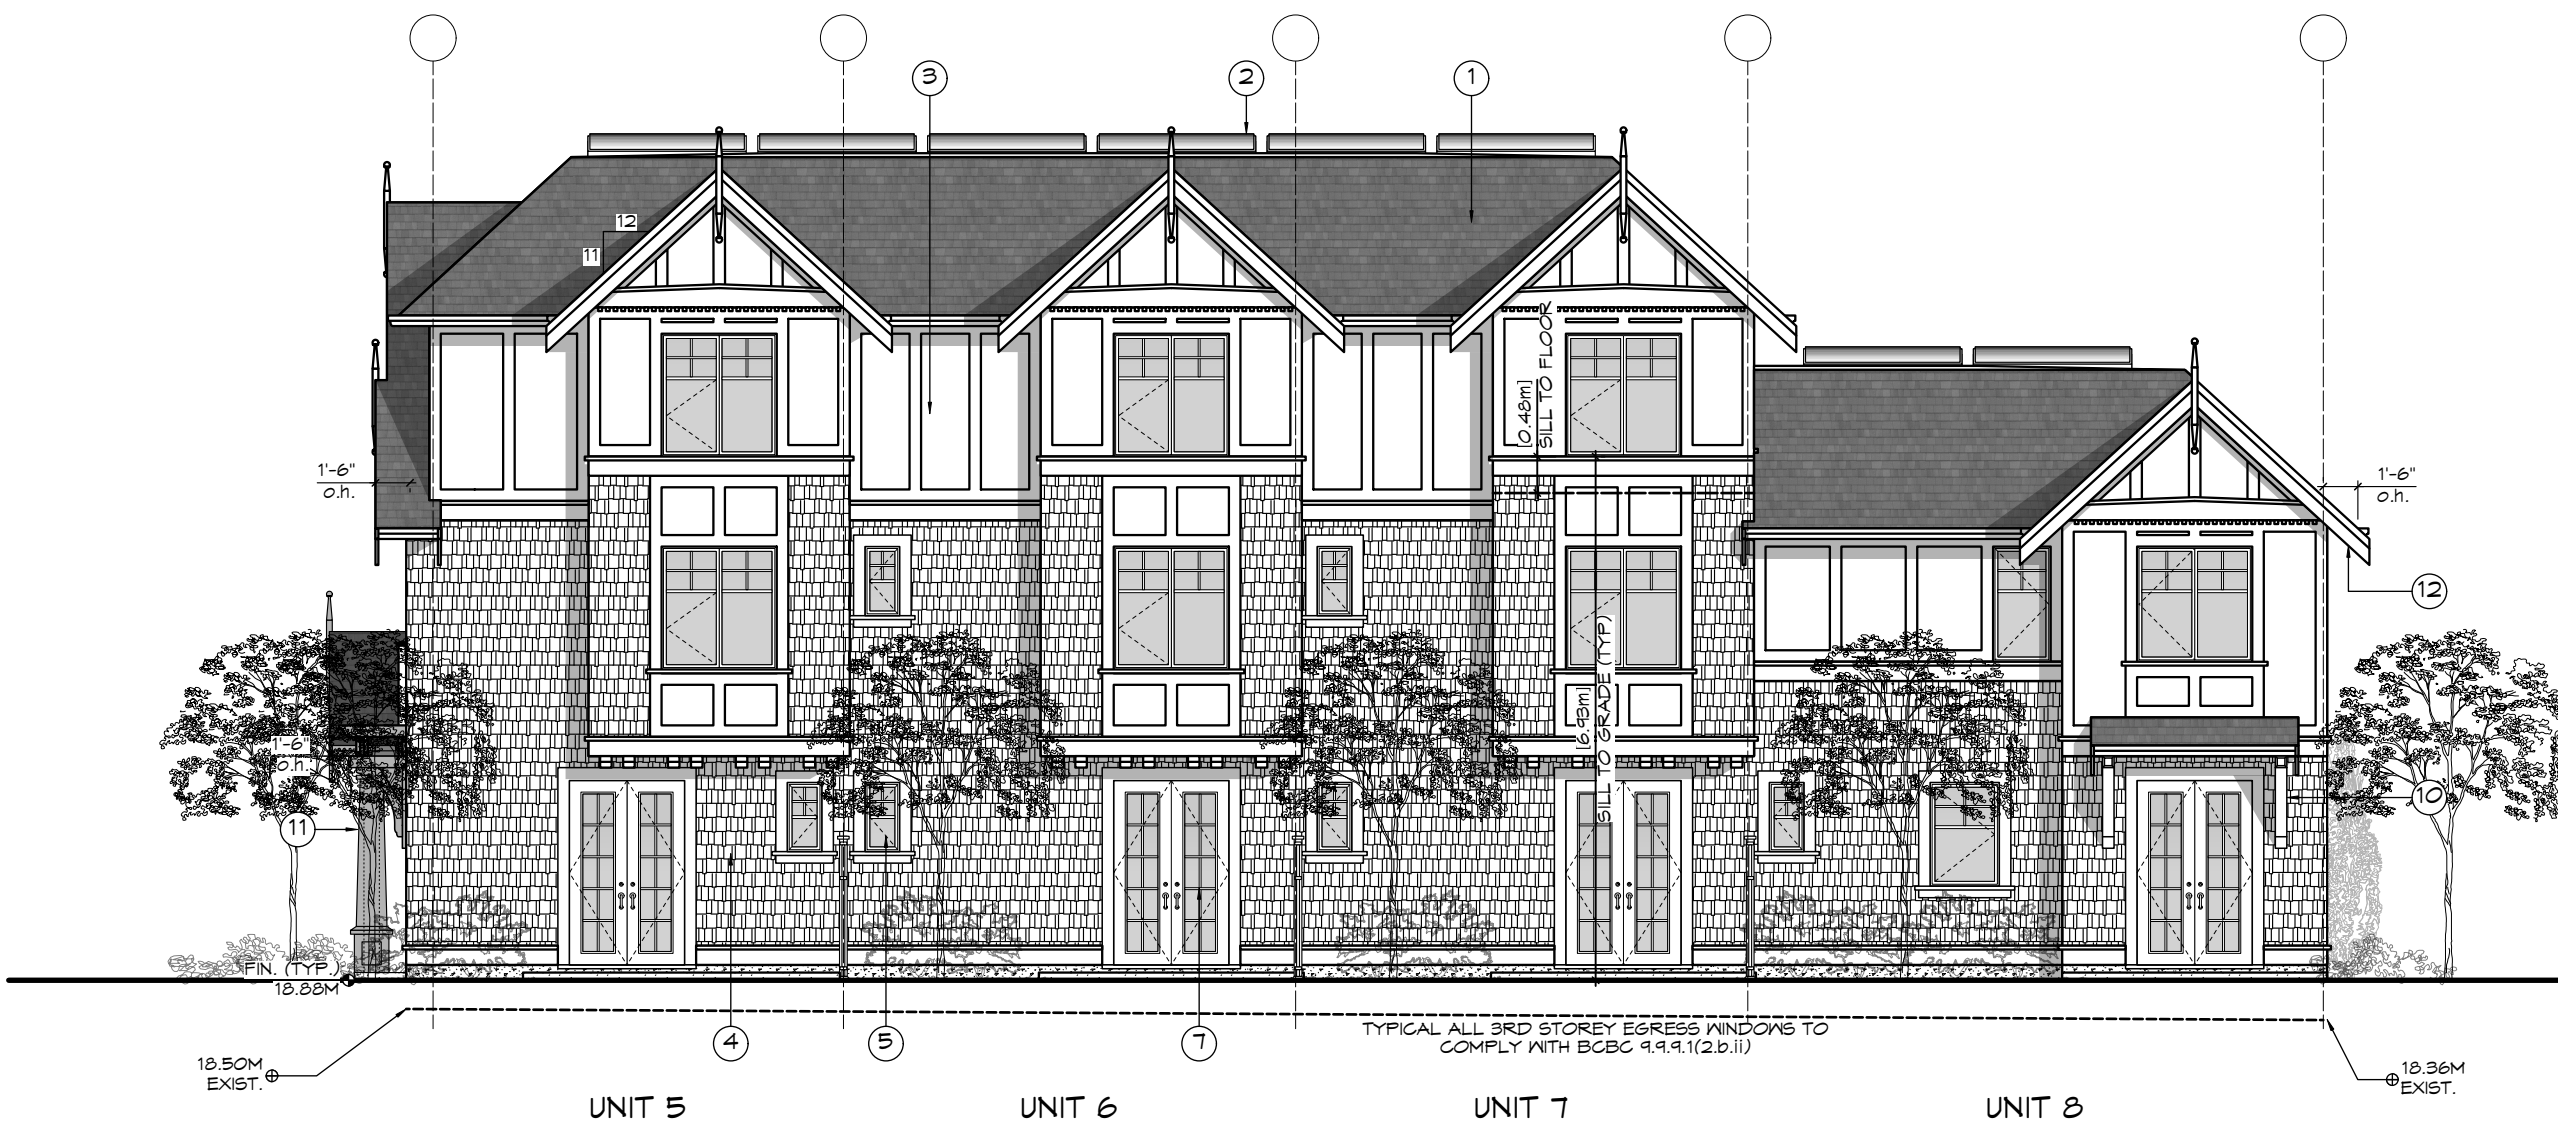 3
2
1
12
11
1'-6"
o.h.
[0.48m]
SILL TO FLOOR
1'-6"
o.h.
12
[6.93m]
SILL TO GRADE (TYP)
1'-6"
o.h.
11
10
FIN. (TYP.)
18.88M
4
5
7
TYPICAL ALL 3RD STOREY EGRESS WINDOWS TO
COMPLY WITH BCBC 9.9.9.1(2.b.ii)
18.50M
EXIST.
18.36M
EXIST.
UNIT 5
UNIT 6
UNIT 7
UNIT 8